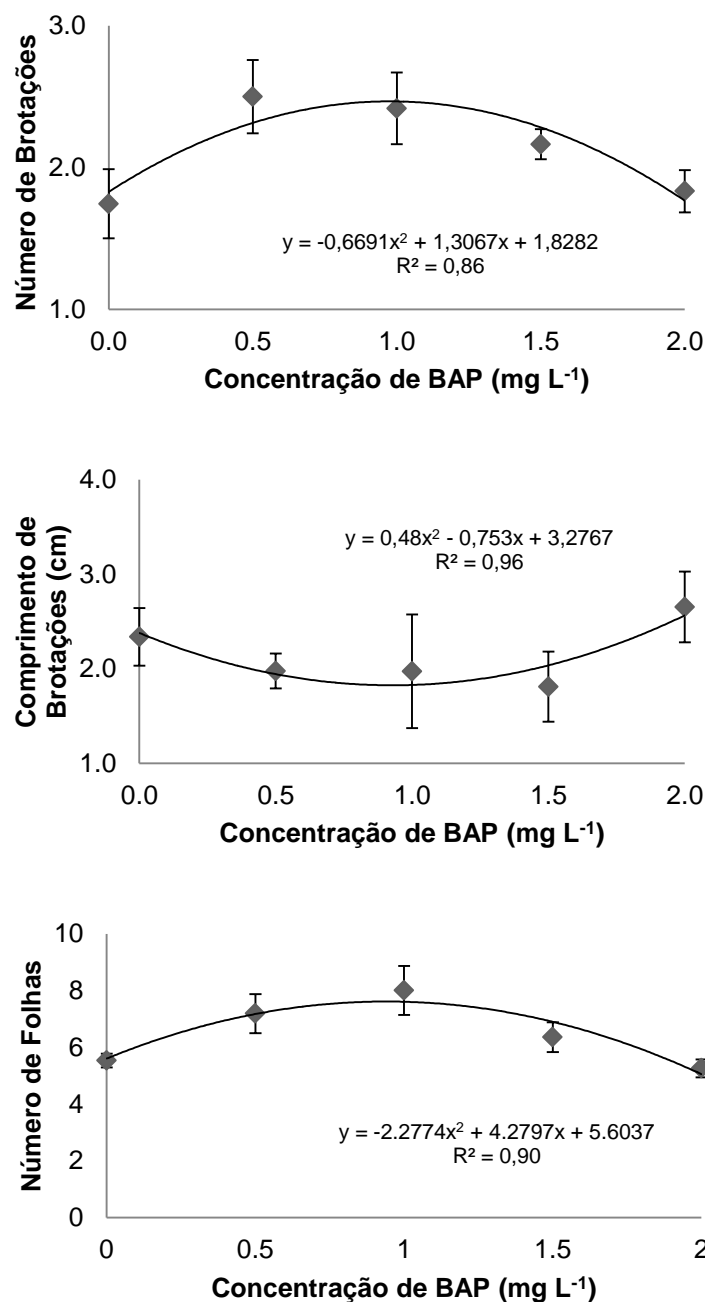 Número de Brotações
3.0
2.0
1.0
y = -0,6691x² + 1,3067x + 1,8282
R² = 0,86
0.0 0.5 1.0 1.5 2.0
Concentração de BAP (mg L⁻¹)
Comprimento de
Brotações (cm)
4.0
3.0
2.0
1.0
y = 0,48x² - 0,753x + 3,2767
R² = 0,96
0.0 0.5 1.0 1.5 2.0
Concentração de BAP (mg L⁻¹)
Número de Folhas
10
8
6
4
2
0
y = -2.2774x² + 4.2797x + 5.6037
R² = 0,90
0 0.5 1 1.5 2
Concentração de BAP (mg L⁻¹)